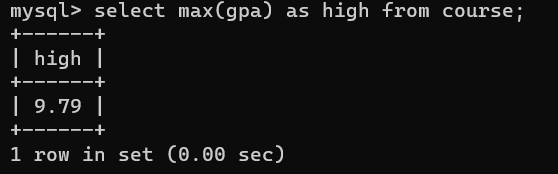 mysql> select max(gpa) as high from course;
+------+
| high |
+------+
| 9.79 |
+------+
1 row in set (0.00 sec)